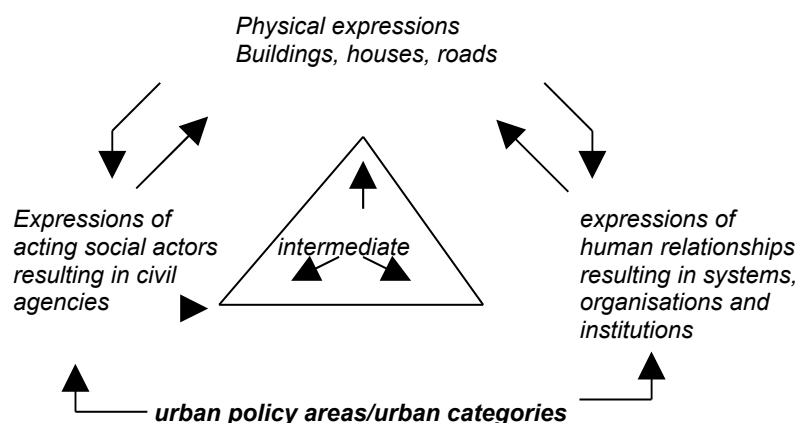 Physical expressions
Buildings, houses, roads
Expressions of
acting social actors
resulting in civil
agencies
intermediate
expressions of
human relationships
resulting in systems,
organisations and
institutions
urban policy areas/urban categories